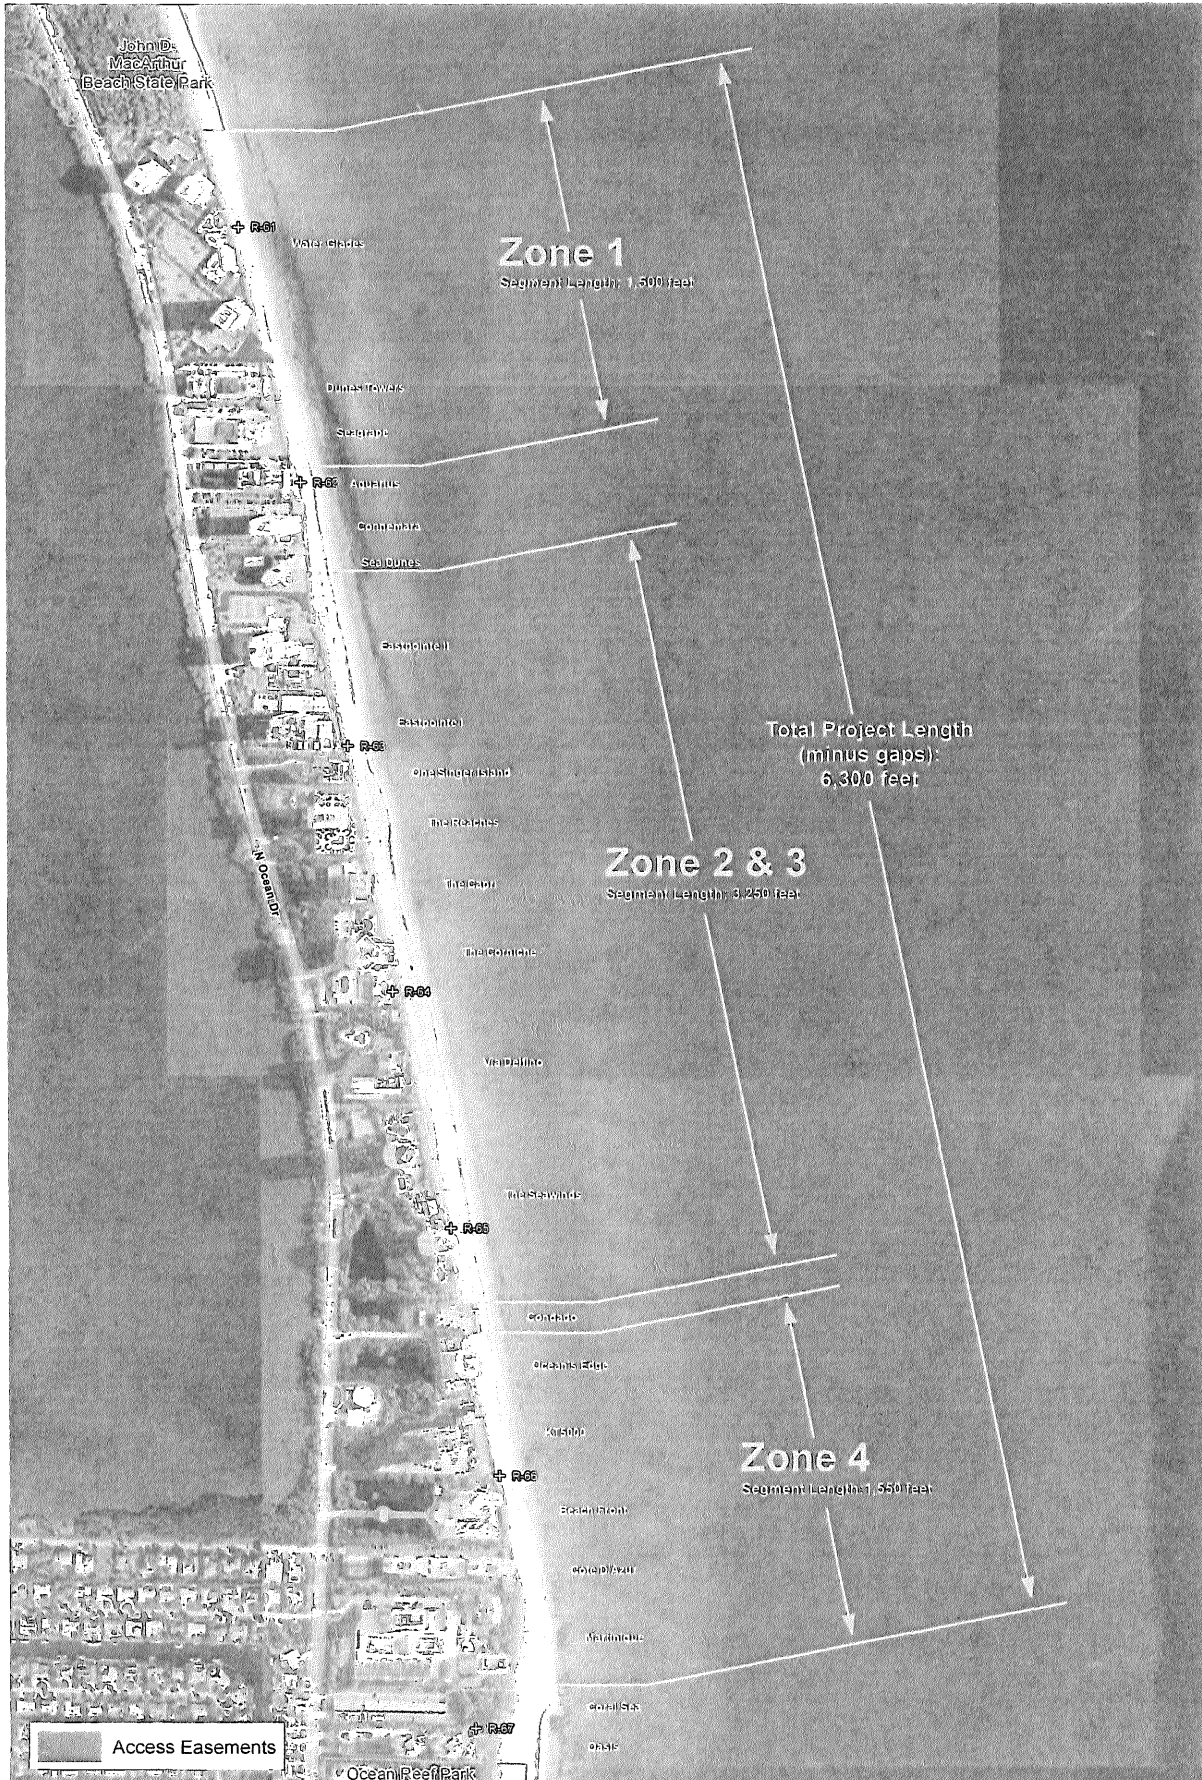 John D.
MacArthur
Beach State Park
R-61
Water Glades
Zone 1
Segment Length: 1,500 feet
Dunes Towers
Seagrape
R-62
Aquarius
Connemara
Sea Dunes
Eastpointe II
Eastpointe I
R-63
One Singer Island
Total Project Length
(minus gaps):
6,300 feet
The Reaches
Zone 2 & 3
Segment Length: 3,250 feet
N Ocean Dr
The Capri
The Corniche
R-64
Via Delfino
The Seawinds
R-65
Condado
Ocean's Edge
KT5000
Zone 4
Segment Length: 1,550 feet
R-66
Beach Front
Cote D'Azur
Martinique
Coral Sea
R-67
Oasis
Access Easements
Ocean Reef Park